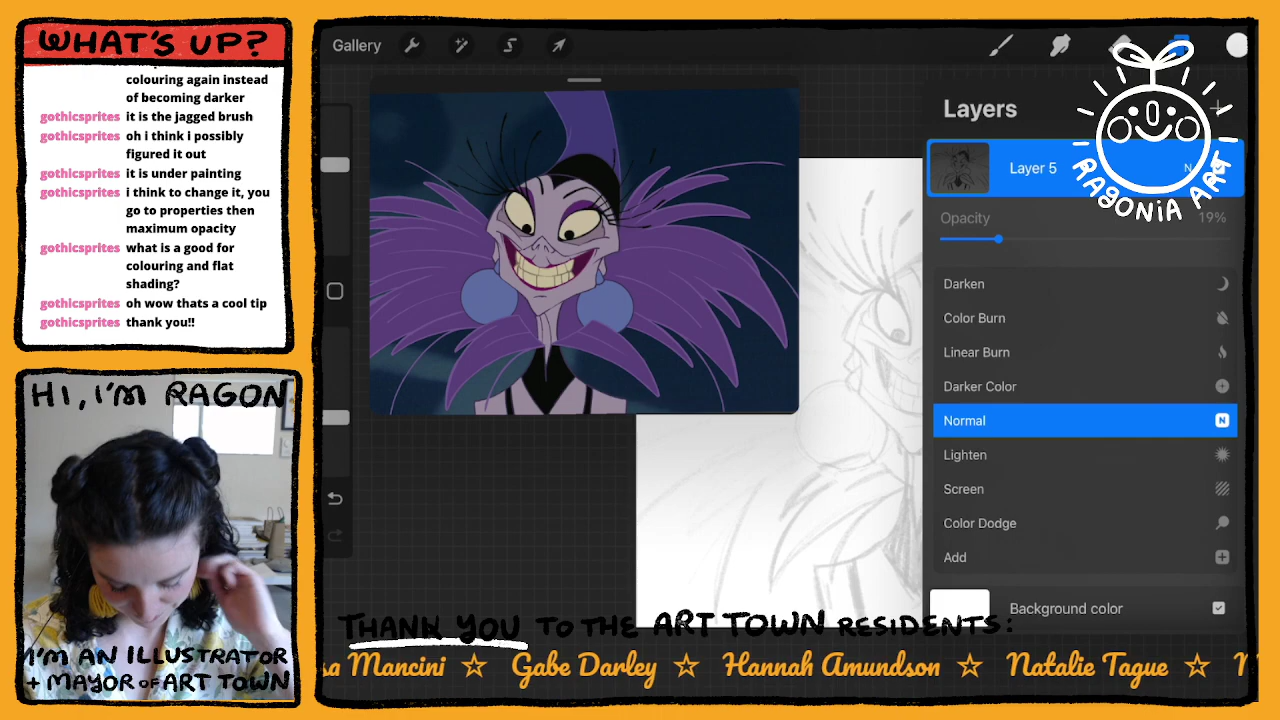 WHAT'S UP?
colouring again instead
of becoming darker
gothicsprites it is the jagged brush
gothicsprites oh i think i possibly
figured it out
gothicsprites it is under painting
gothicsprites i think to change it, you
go to properties then
maximum opacity
gothicsprites what is a good for
colouring and flat
shading?
gothicsprites oh wow thats a cool tip
gothicsprites thank you!!
HI, I'M RAGON
I'M AN ILLUSTRATOR
+ MAYOR OF ART TOWN
Gallery
Layers
Layer 5 N
Opacity 19%
Darken
Color Burn
Linear Burn
Darker Color
Normal N
Lighten
Screen
Color Dodge
Add
Background color
RAGONIA ART
THANK YOU TO THE ART TOWN RESIDENTS:
sa Mancini ☆ Gabe Darley ☆ Hannah Amundson ☆ Natalie Tague ☆